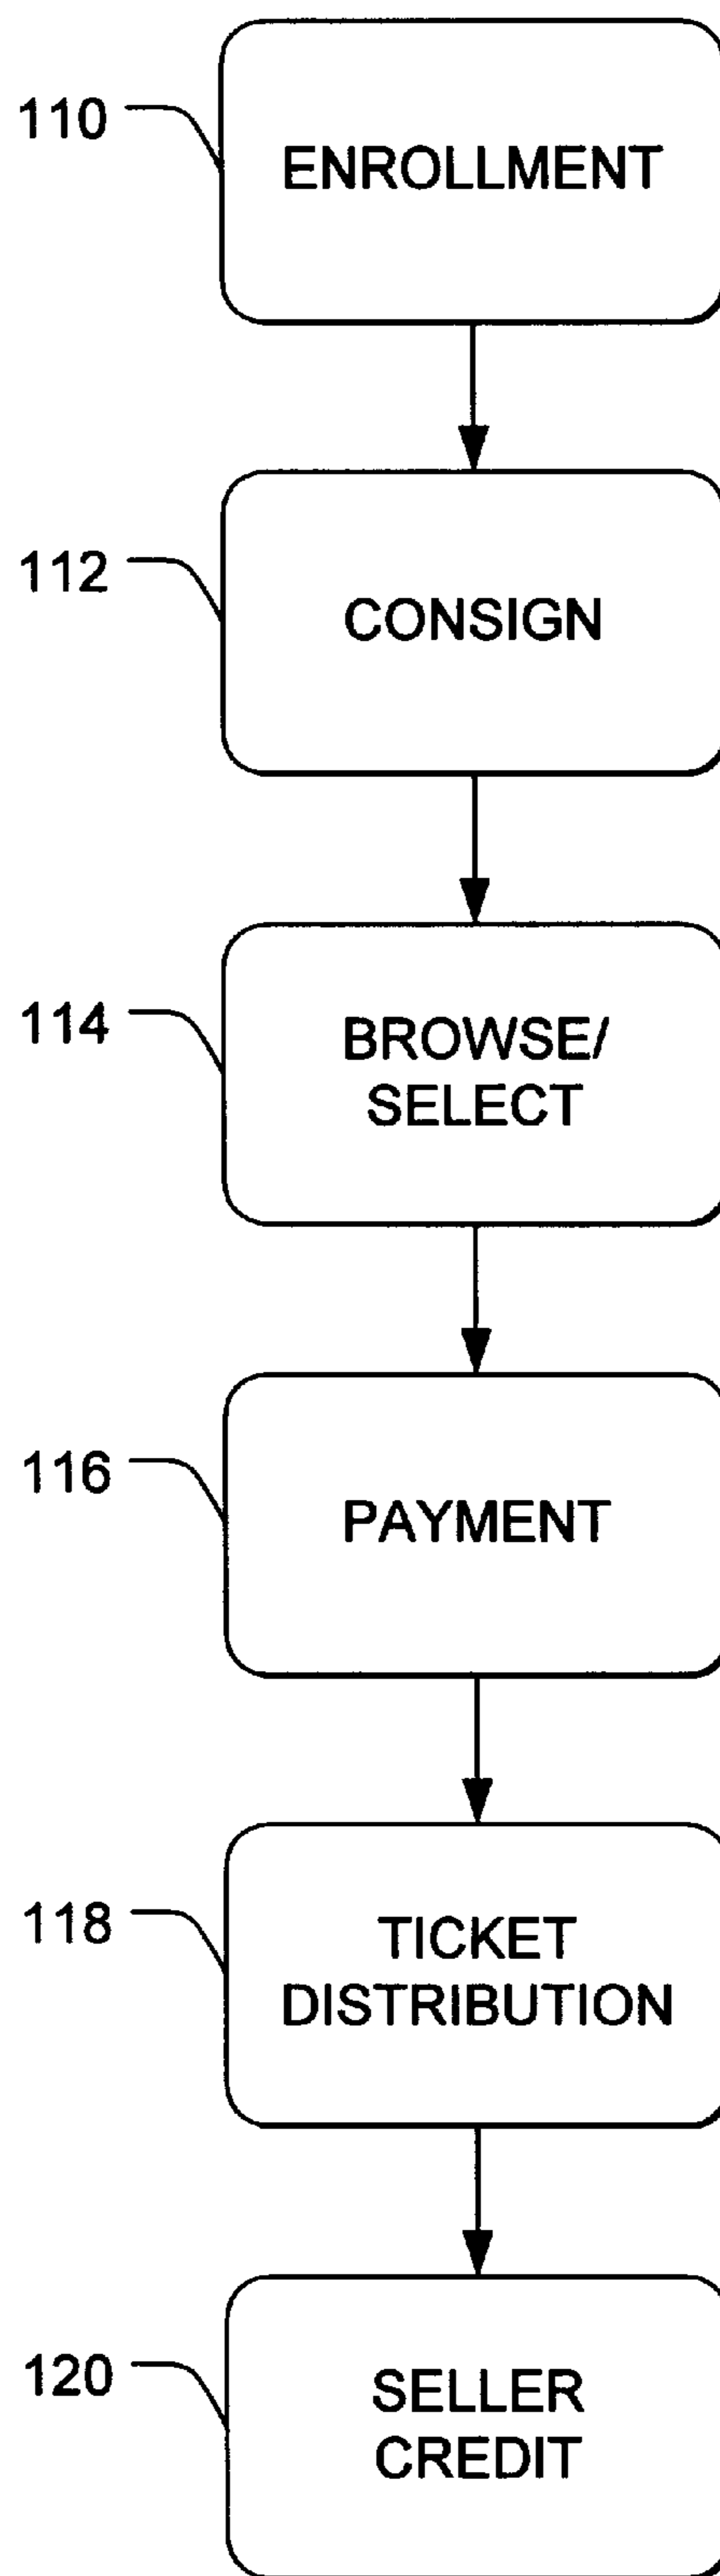 110
ENROLLMENT
112
CONSIGN
114
BROWSE/
SELECT
116
PAYMENT
118
TICKET
DISTRIBUTION
120
SELLER
CREDIT